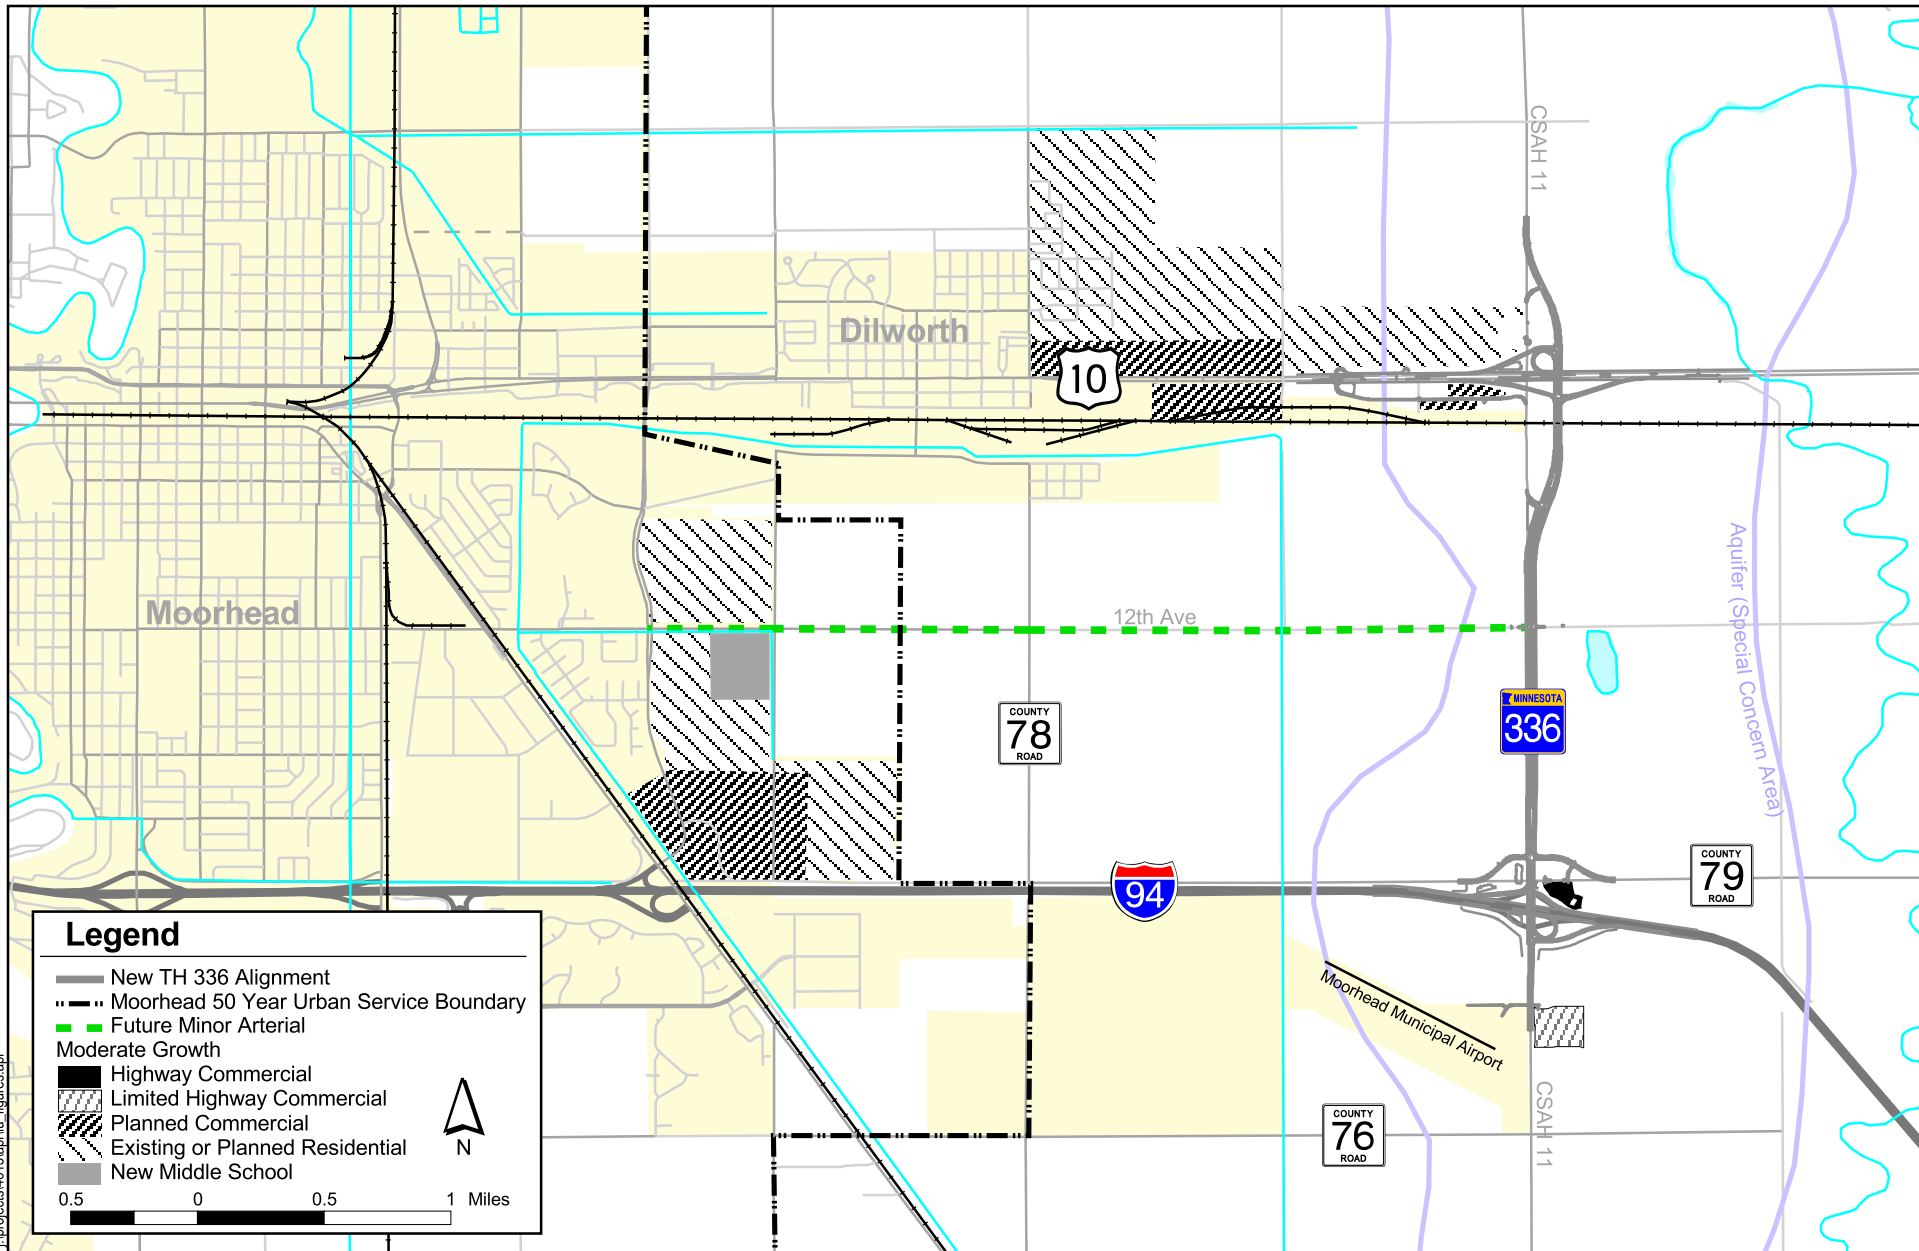 CSAH 11
Dilworth
10
12th Ave
Moorhead
Aquifer (Special Concern Area)
COUNTY
78
ROAD
MINNESOTA
336
COUNTY
79
ROAD
94
Moorhead Municipal Airport
CSAH 11
COUNTY
76
ROAD
Legend
New TH 336 Alignment
Moorhead 50 Year Urban Service Boundary
Future Minor Arterial
Moderate Growth
Highway Commercial
Limited Highway Commercial
Planned Commercial
Existing or Planned Residential
New Middle School
N
0.5 0 0.5 1 Miles